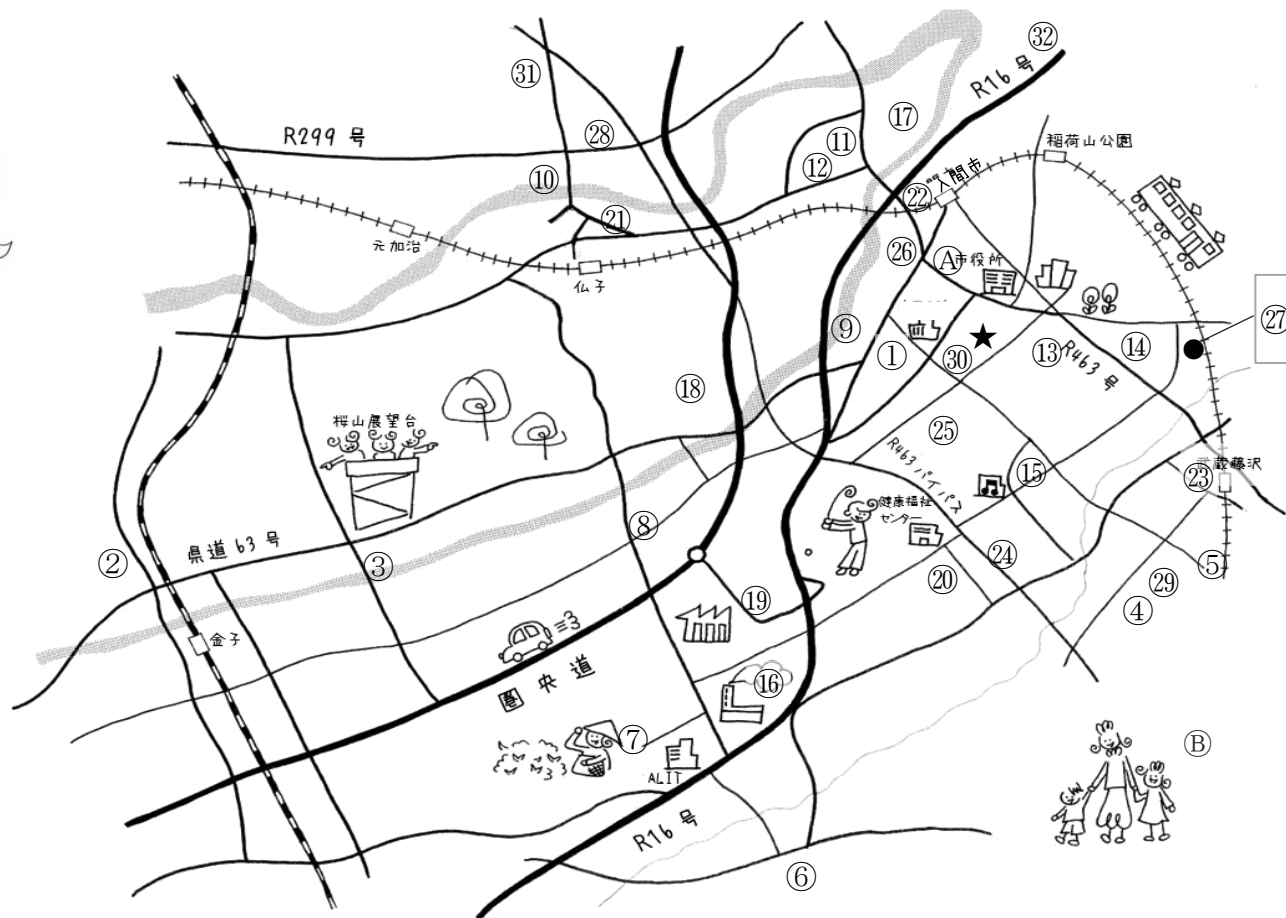 ㉜
㉛
R16号
⑰
R299号
㉘
⑪
稲荷山公園
⑫
⑩
入間市
㉒
㉑
元加治
㉖
Ⓐ
市役所
仏子
㉗
⑨
①
㉚
⑬
⑭
R463号
⑱
桜山展望台
㉕
R463バイパス
武蔵藤沢
⑮
㉓
健康福祉
センター
⑧
県道63号
②
③
㉔
⑤
⑳
㉙
⑲
④
金子
圏央道
⑯
⑦
Ⓑ
ALIT
R16号
⑥